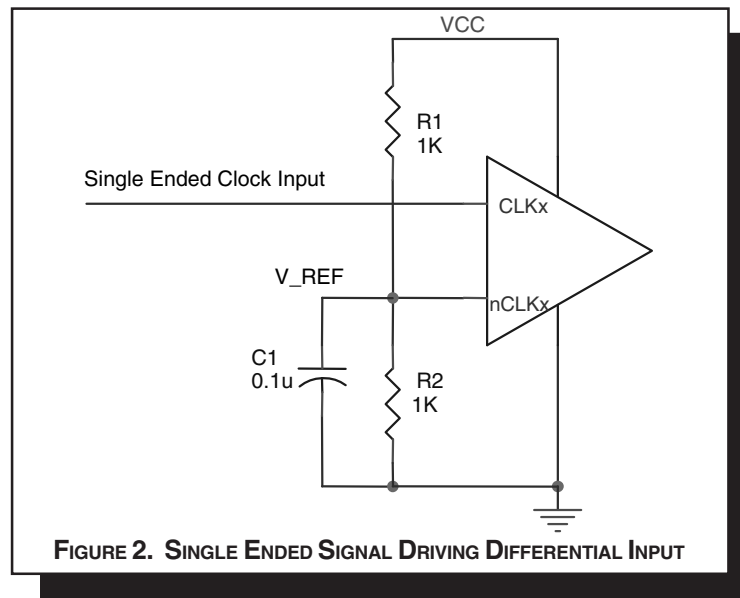 VCC
R1
1K
Single Ended Clock Input
CLKx
V_REF
nCLKx
C1
0.1u
R2
1K
FIGURE 2. SINGLE ENDED SIGNAL DRIVING DIFFERENTIAL INPUT